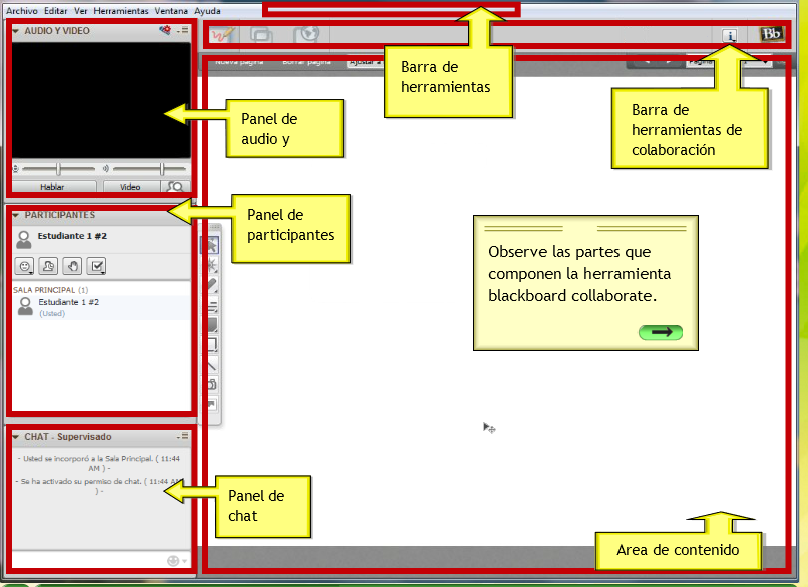 Archivo Editar Ver Herramientas Ventana Ayuda
AUDIO Y VIDEO
Bb
Nueva página Borrar página Ajustar a
Página
Barra de
herramientas
Barra de
herramientas de
colaboración
Panel de
audio y
Hablar Video
Panel de
participantes
PARTICIPANTES
Estudiante 1 #2
SALA PRINCIPAL (1)
Estudiante 1 #2
(Usted)
Observe las partes que
componen la herramienta
blackboard collaborate.
CHAT - Supervisado
- Usted se incorporó a la Sala Principal. ( 11:44
AM ) -
- Se ha activado su permiso de chat. ( 11:44 AM
) -
Panel de
chat
Area de contenido